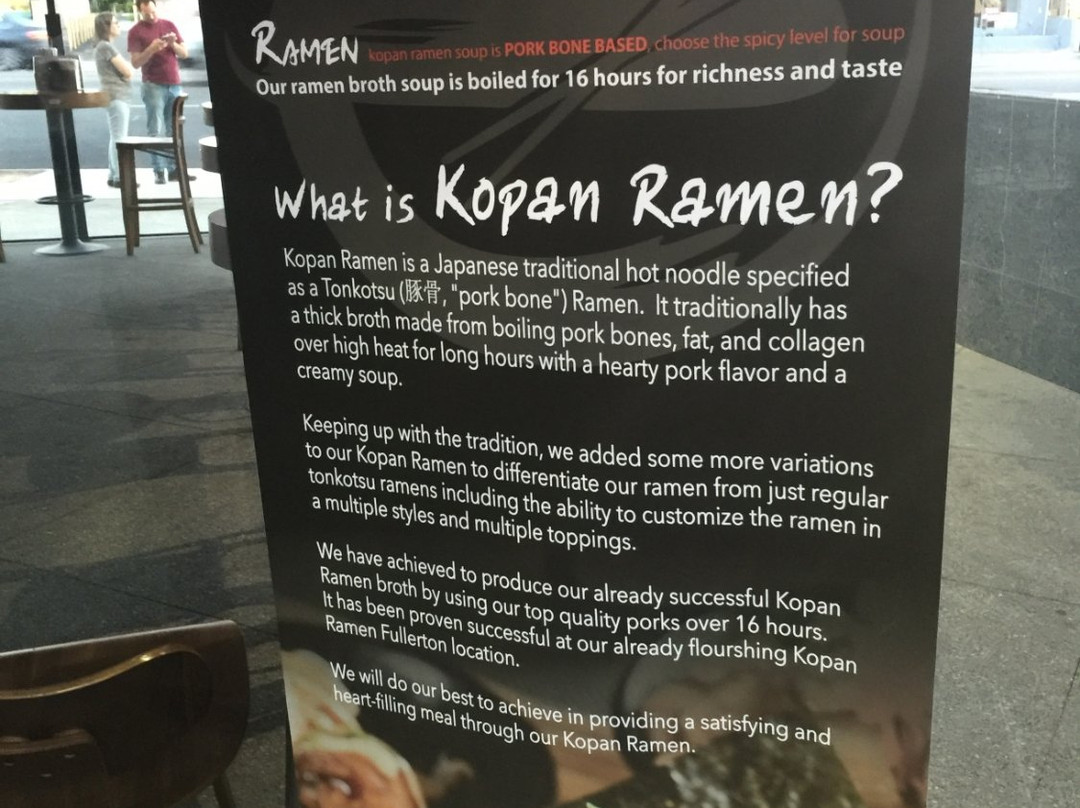 RAMEN kopan ramen soup is PORK BONE BASED, choose the spicy level for soup
Our ramen broth soup is boiled for 16 hours for richness and taste
What is Kopan Ramen?
Kopan Ramen is a Japanese traditional hot noodle specified
as a Tonkotsu (豚骨, "pork bone") Ramen. It traditionally has
a thick broth made from boiling pork bones, fat, and collagen
over high heat for long hours with a hearty pork flavor and a
creamy soup.
Keeping up with the tradition, we added some more variations
to our Kopan Ramen to differentiate our ramen from just regular
tonkotsu ramens including the ability to customize the ramen in
a multiple styles and multiple toppings.
We have achieved to produce our already successful Kopan
Ramen broth by using our top quality porks over 16 hours.
It has been proven successful at our already flourshing Kopan
Ramen Fullerton location.
We will do our best to achieve in providing a satisfying and
heart-filling meal through our Kopan Ramen.